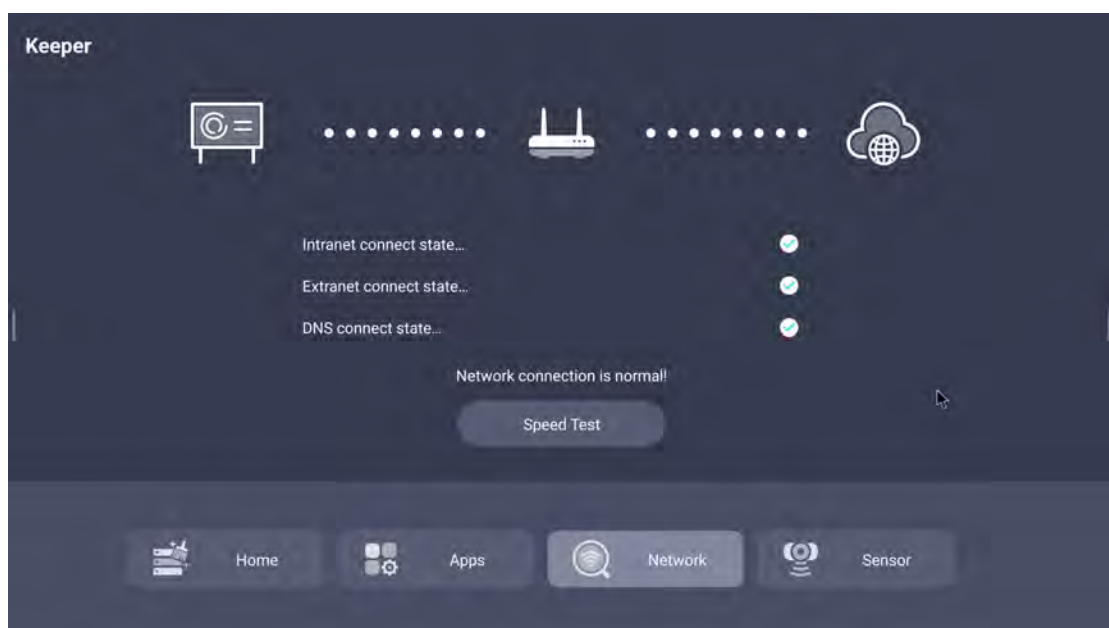 Keeper
Intranet connect state...
Extranet connect state...
DNS connect state...
Network connection is normal!
Speed Test
Home
Apps
Network
Sensor